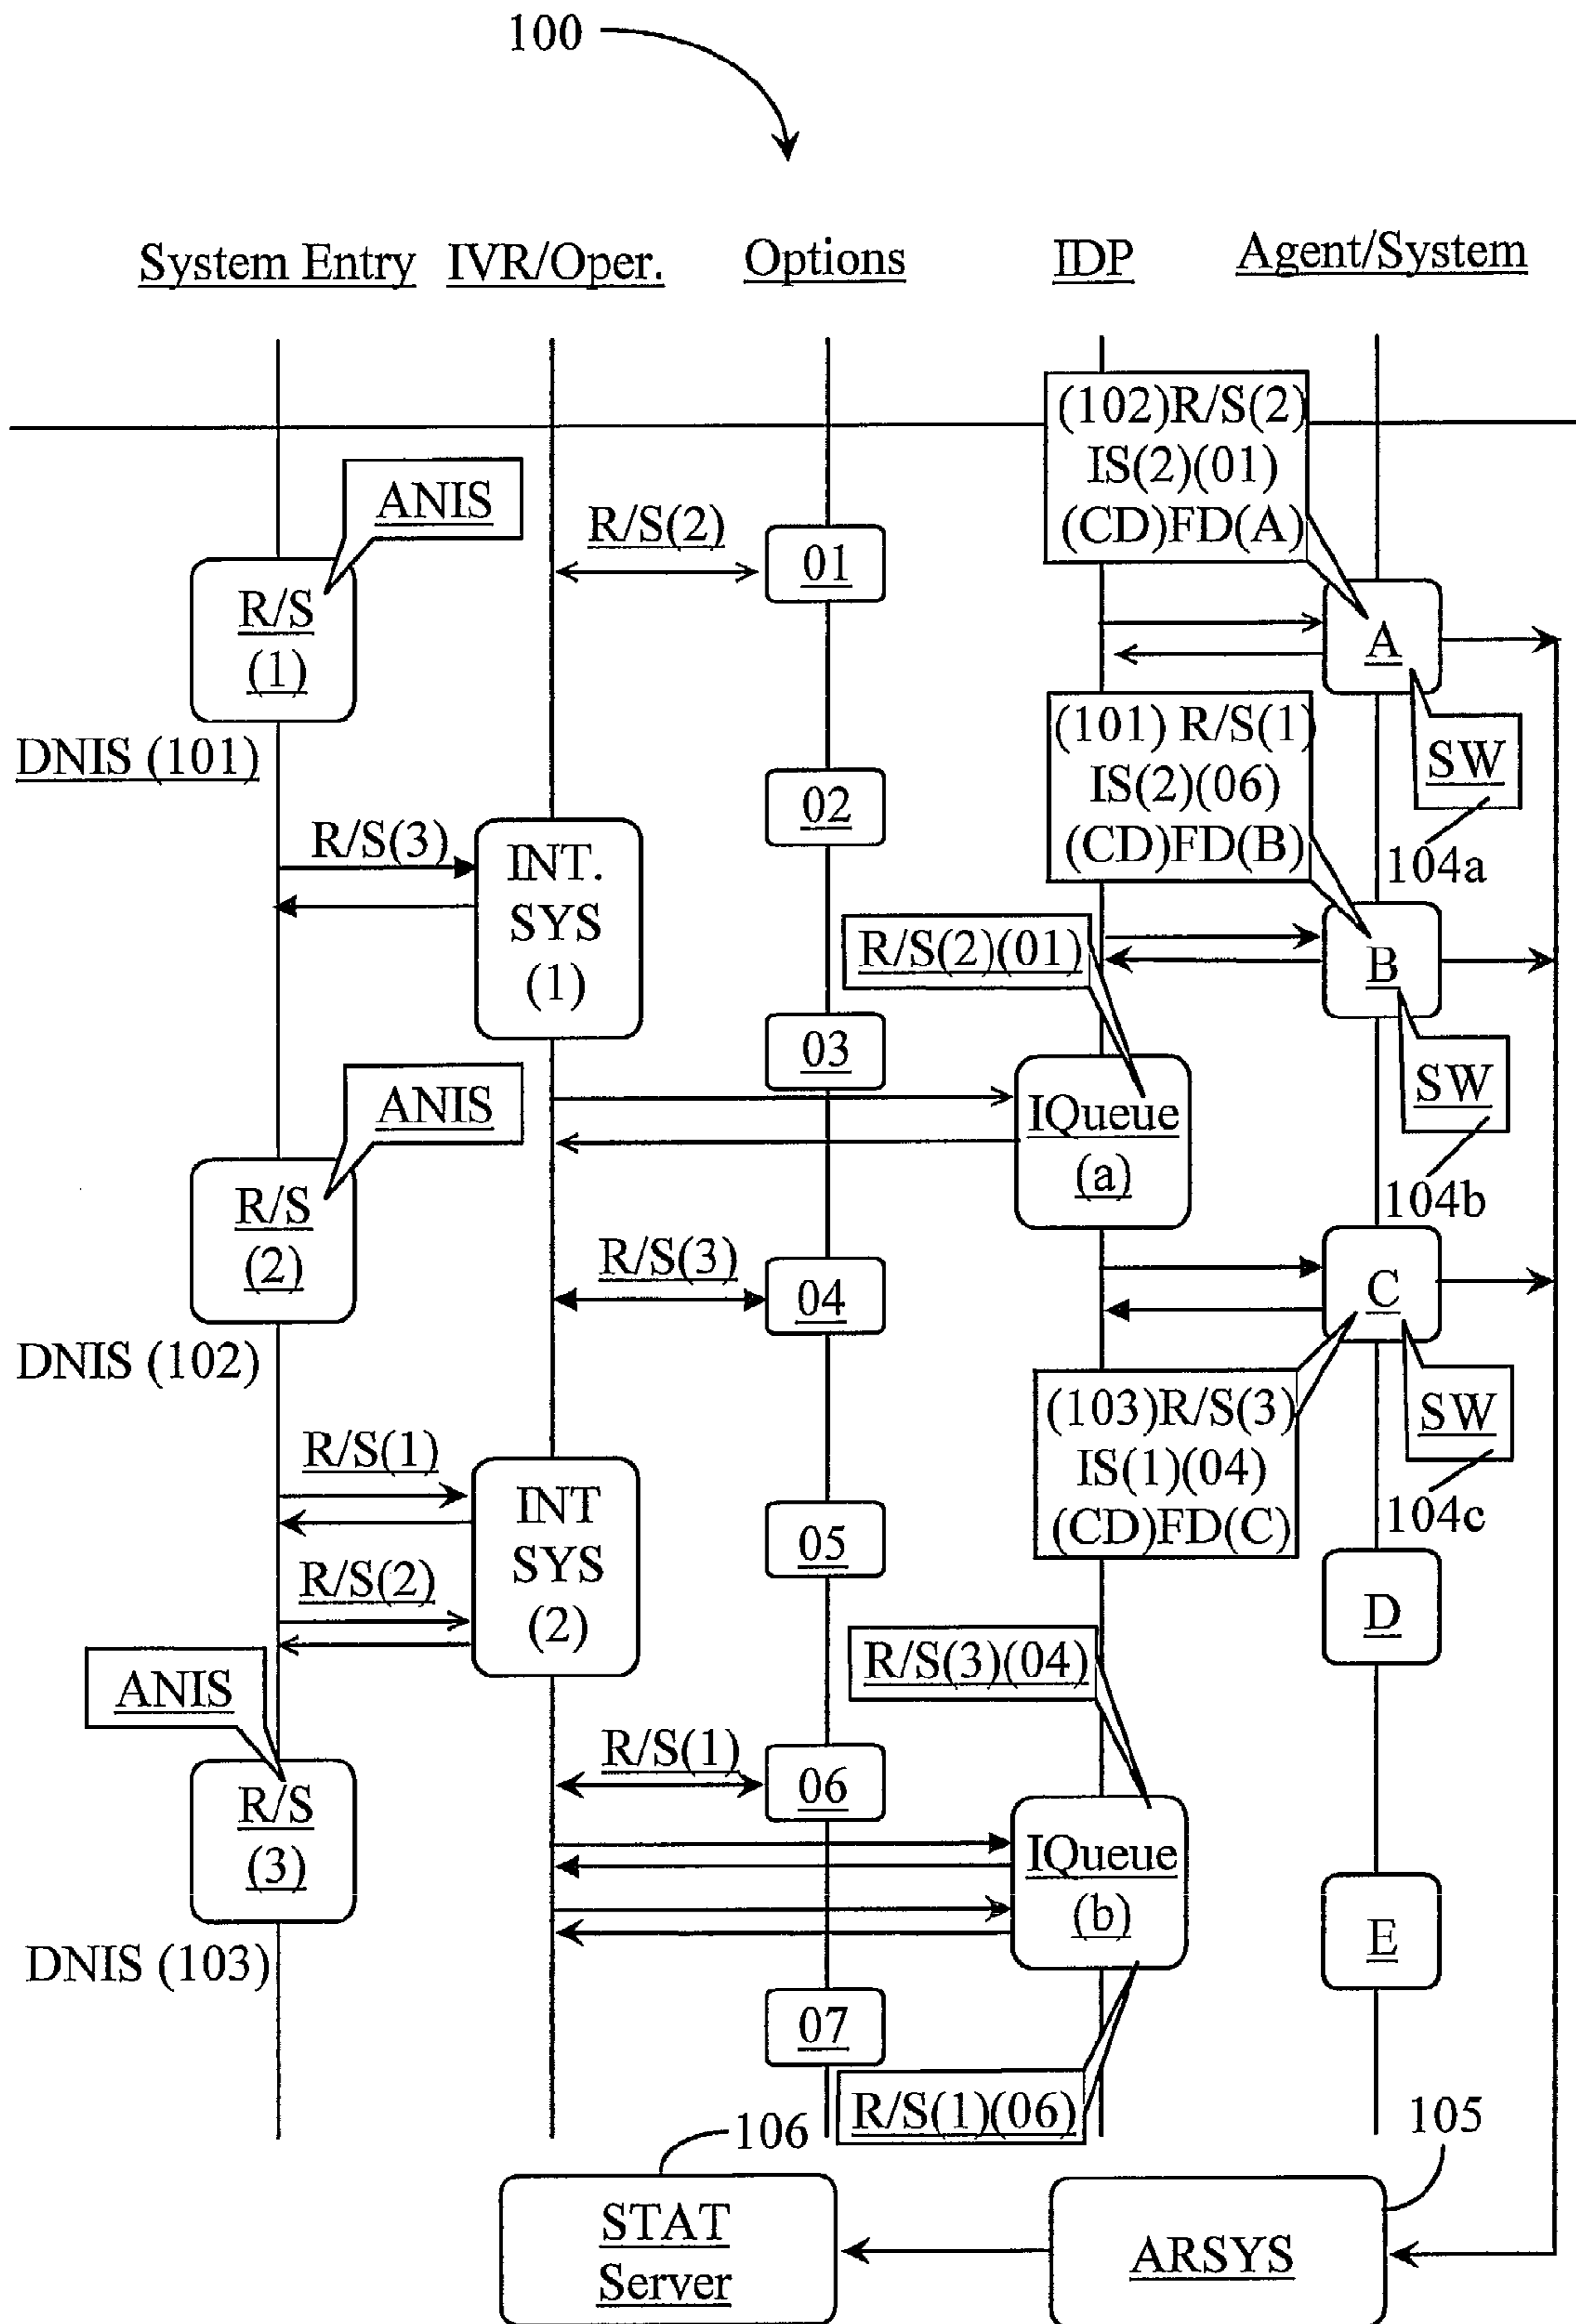 100
System Entry
IVR/Oper.
Options
IDP
Agent/System
(102)R/S(2)
IS(2)(01)
(CD)FD(A)
ANIS
R/S(2)
01
R/S
(1)
A
DNIS (101)
(101) R/S(1)
IS(2)(06)
(CD)FD(B)
SW
104a
02
R/S(3)
INT.
SYS
(1)
R/S(2)(01)
B
03
ANIS
IQueue
(a)
SW
104b
R/S
(2)
R/S(3)
04
C
DNIS (102)
(103)R/S(3)
IS(1)(04)
(CD)FD(C)
SW
104c
R/S(1)
INT
SYS
(2)
05
R/S(2)
D
R/S(3)(04)
ANIS
R/S(1)
06
R/S
(3)
IQueue
(b)
E
DNIS (103)
07
R/S(1)(06)
106
105
STAT
Server
ARSYS